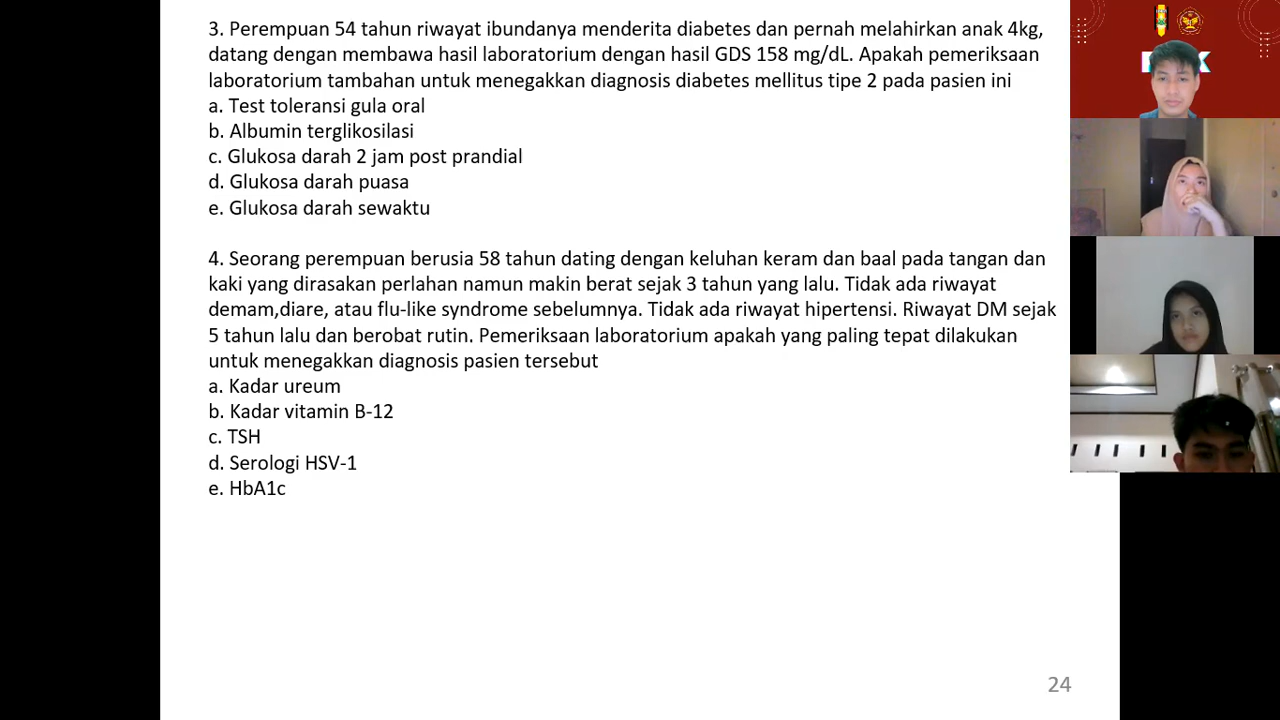 3. Perempuan 54 tahun riwayat ibundanya menderita diabetes dan pernah melahirkan anak 4kg,
datang dengan membawa hasil laboratorium dengan hasil GDS 158 mg/dL. Apakah pemeriksaan
laboratorium tambahan untuk menegakkan diagnosis diabetes mellitus tipe 2 pada pasien ini
a. Test toleransi gula oral
b. Albumin terglikosilasi
c. Glukosa darah 2 jam post prandial
d. Glukosa darah puasa
e. Glukosa darah sewaktu
4. Seorang perempuan berusia 58 tahun dating dengan keluhan keram dan baal pada tangan dan
kaki yang dirasakan perlahan namun makin berat sejak 3 tahun yang lalu. Tidak ada riwayat
demam,diare, atau flu-like syndrome sebelumnya. Tidak ada riwayat hipertensi. Riwayat DM sejak
5 tahun lalu dan berobat rutin. Pemeriksaan laboratorium apakah yang paling tepat dilakukan
untuk menegakkan diagnosis pasien tersebut
a. Kadar ureum
b. Kadar vitamin B-12
c. TSH
d. Serologi HSV-1
e. HbA1c
24